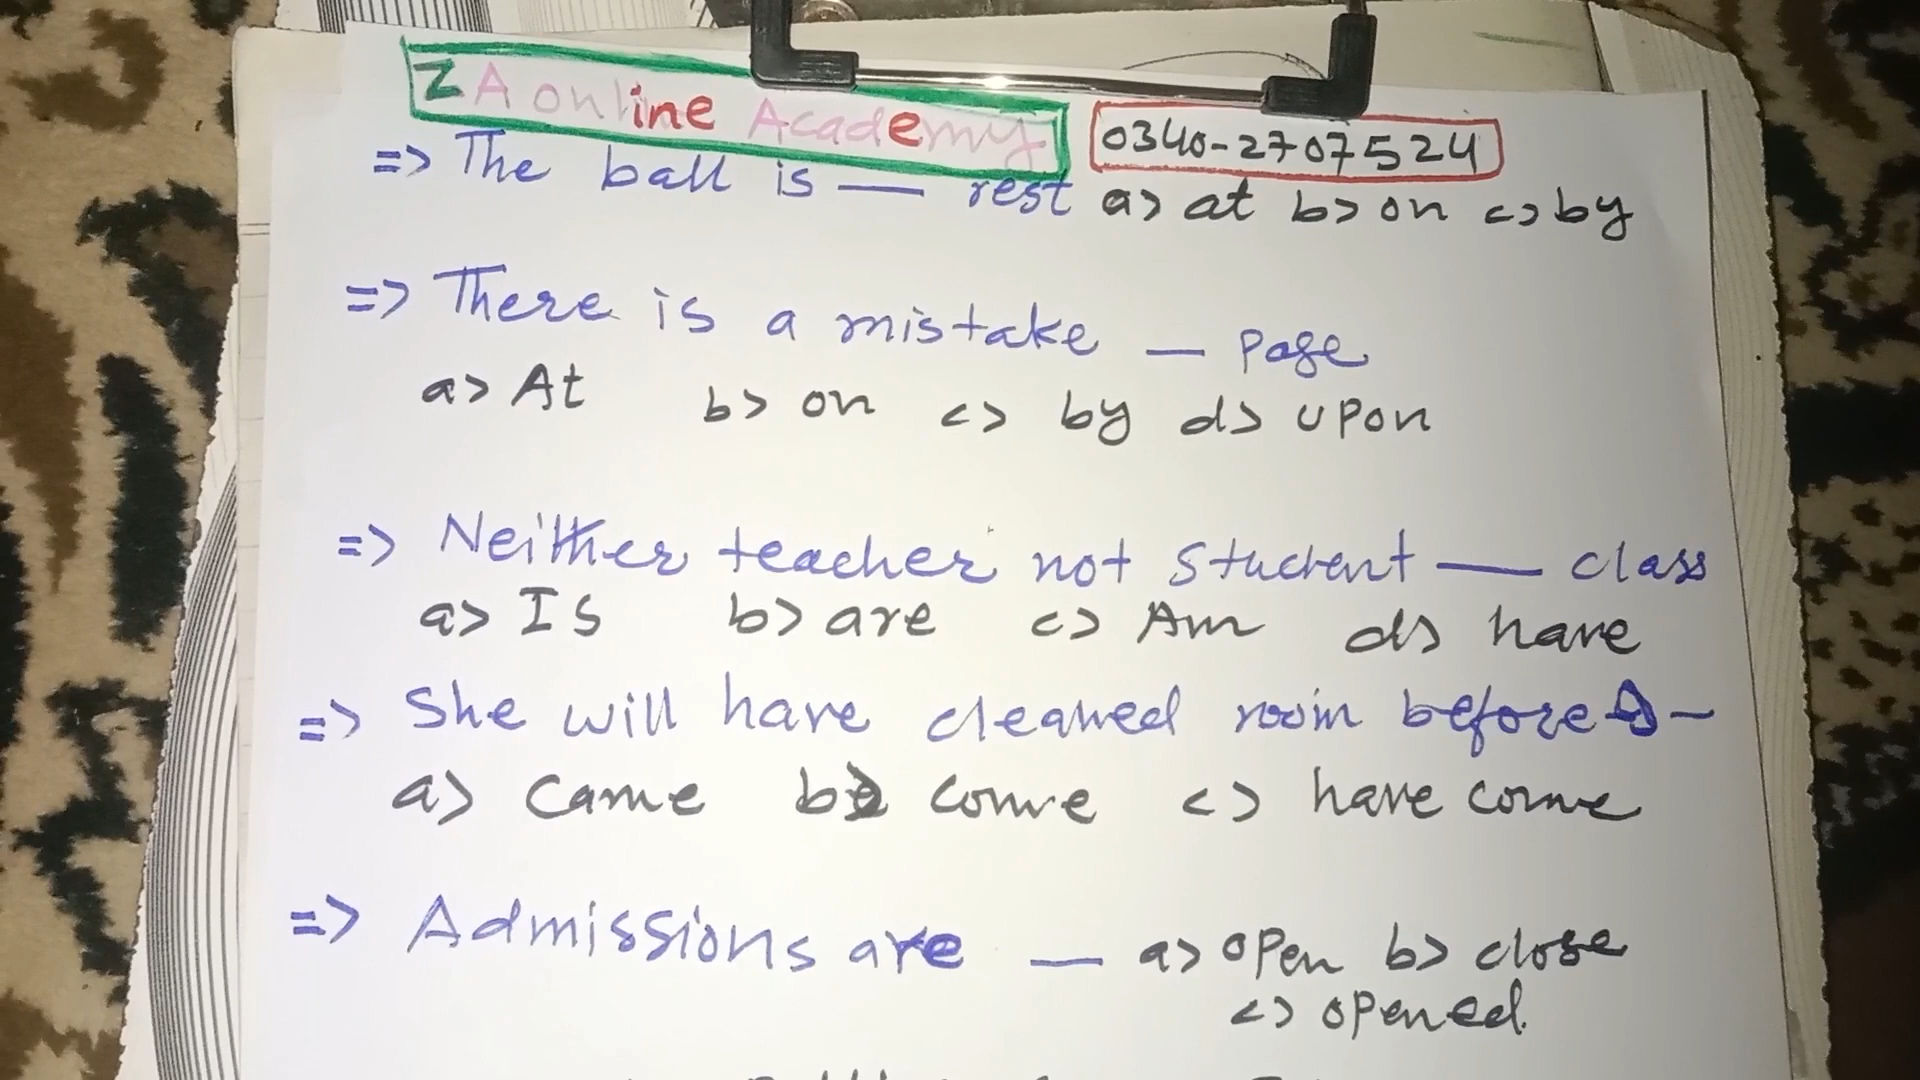 ZA online Academy 0340-2707524
=> The ball is — rest a> at b> on c> by
=> There is a mistake — page
a> At b> on c> by d> upon
=> Neither teacher not student — class
a> Is b> are c> Am d> have
=> She will have cleaned room before —
a> came b> come c> have come
=> Admissions are — a> open b> close
c> opened